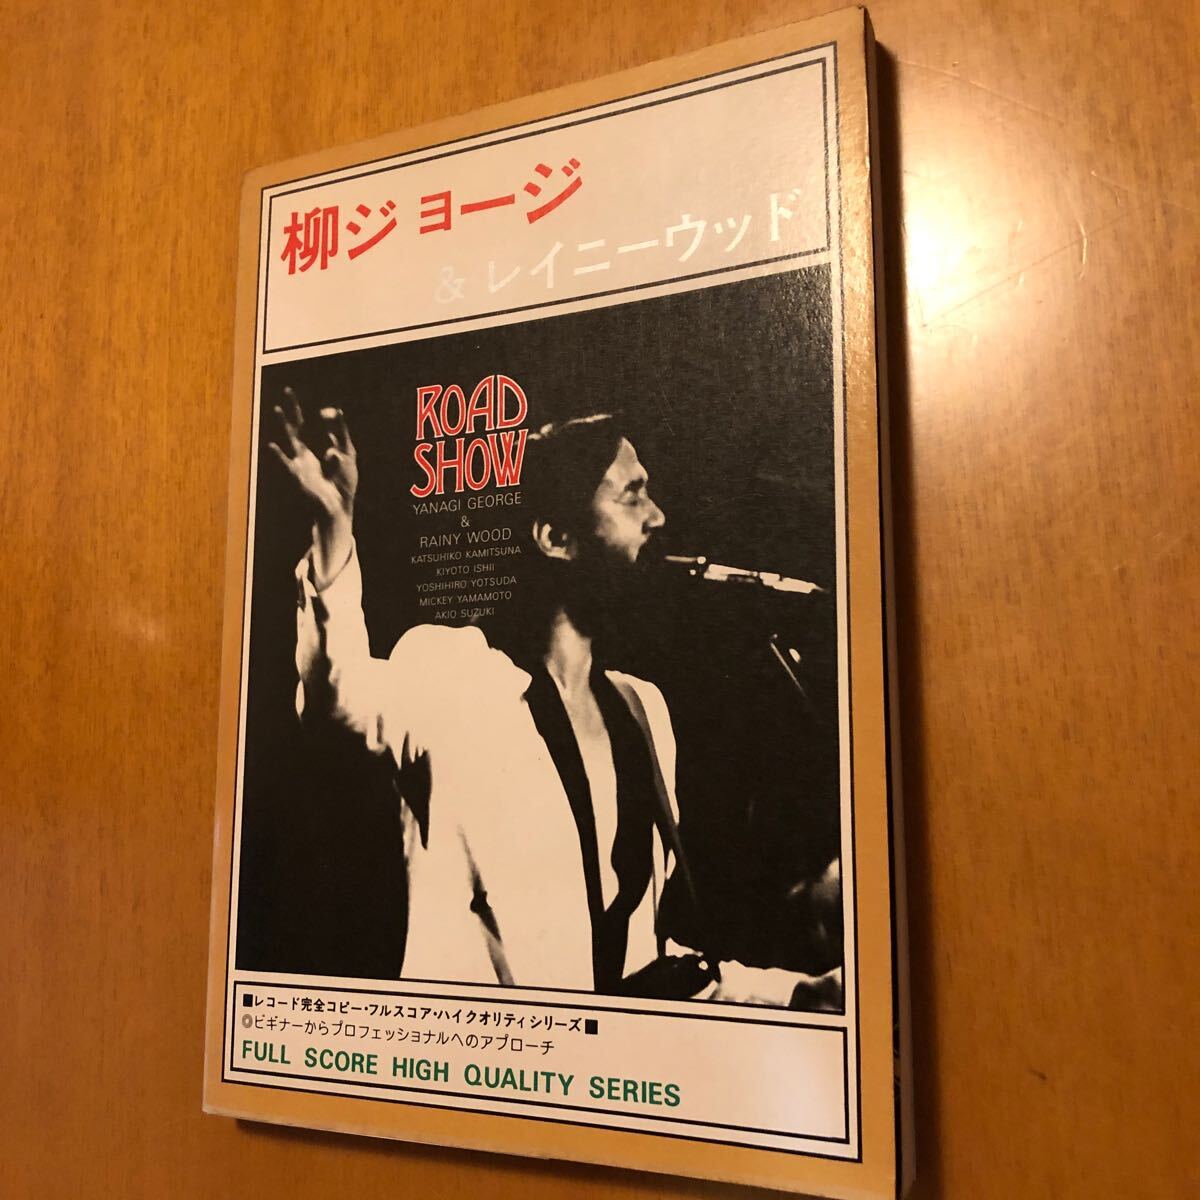 柳ジョージ
& レイニーウッド
ROAD
SHOW
YANAGI GEORGE
&
RAINY WOOD
KATSUHIKO KAMITSUNA
KIYOTO ISHII
YOSHIHIRO YOTSUDA
MICKEY YAMAMOTO
AKIO SUZUKI
■レコード完全コピー・フルスコア・ハイクオリティシリーズ■
◎ビギナーからプロフェッショナルへのアプローチ
FULL SCORE HIGH QUALITY SERIES